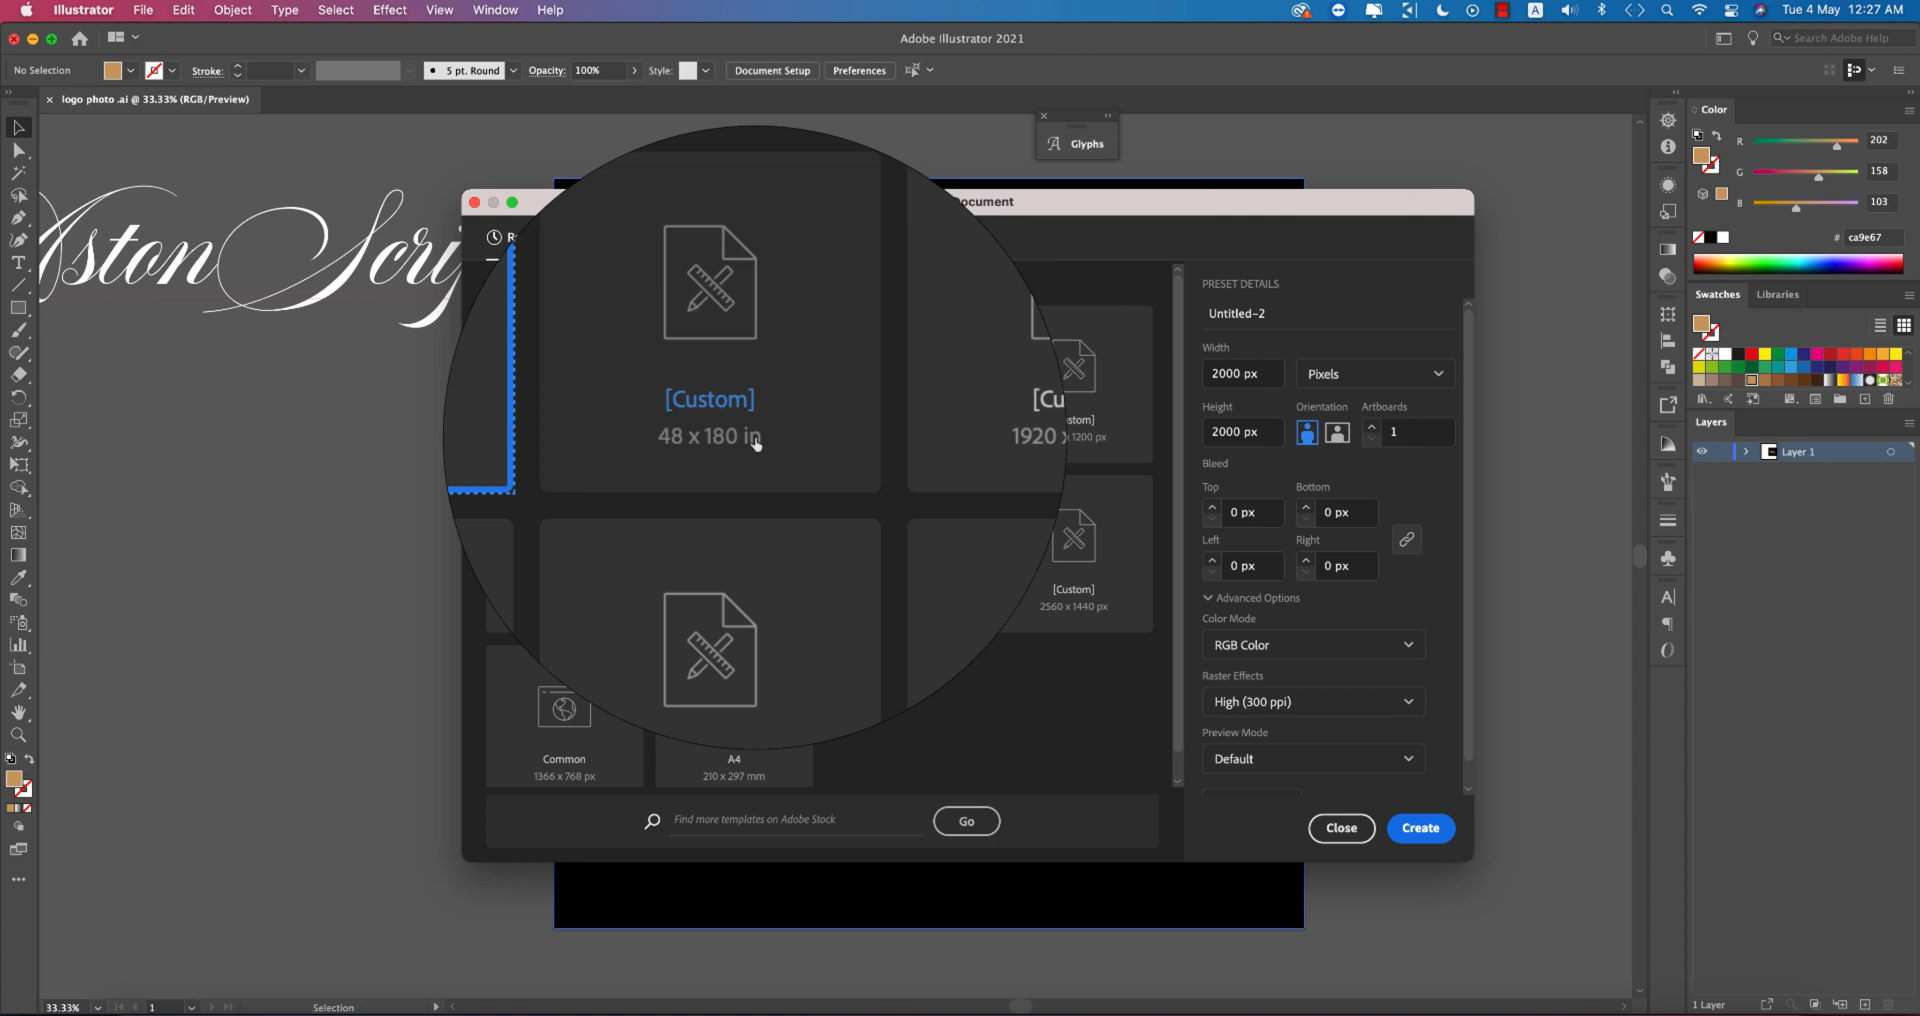 Illustrator File Edit Object Type Select Effect View Window Help
A
Tue 4 May 12:27 AM
Adobe Illustrator 2021
Search Adobe Help
No Selection
Stroke:
5 pt. Round
Opacity: 100%
Style:
Document Setup
Preferences
logo photo .ai @ 33.33% (RGB/Preview)
Glyphs
Document
PRESET DETAILS
Untitled-2
Width
2000 px
Pixels
Height
Orientation
Artboards
2000 px
1
Bleed
Top
Bottom
0 px
0 px
Left
Right
0 px
0 px
Advanced Options
Color Mode
RGB Color
Raster Effects
High (300 ppi)
Preview Mode
Default
Close
Create
[Custom]
48 x 180 in
[Cu
1920 x
stom]
1200 px
[Custom]
2560 x 1440 px
Common
1366 x 768 px
A4
210 x 297 mm
Find more templates on Adobe Stock
Go
Color
R 202
G 158
B 103
# ca9e67
Swatches
Libraries
Layers
Layer 1
1 Layer
33.33%
1
Selection